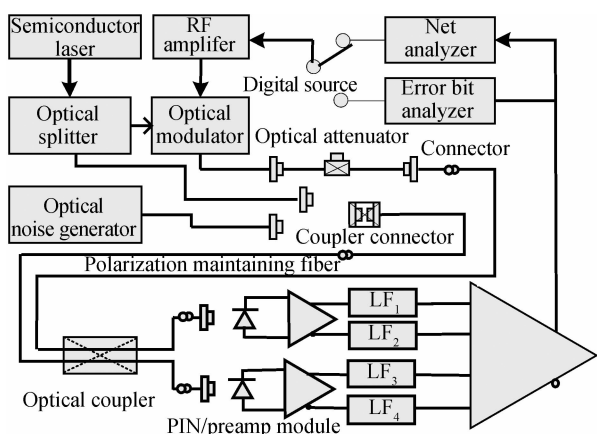 Semiconductor
laser
RF
amplifer
Net
analyzer
Digital source
Error bit
analyzer
Optical
splitter
Optical
modulator
Optical attenuator
Connector
Optical
noise generator
Coupler connector
Polarization maintaining fiber
LF1
LF2
LF3
LF4
Optical coupler
PIN/preamp module